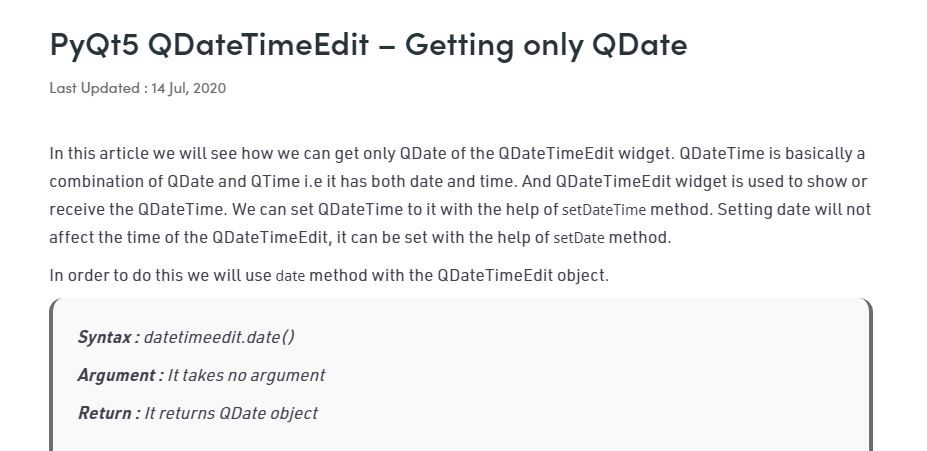 PyQt5 QDateTimeEdit – Getting only QDate
Last Updated : 14 Jul, 2020
In this article we will see how we can get only QDate of the QDateTimeEdit widget. QDateTime is basically a
combination of QDate and QTime i.e it has both date and time. And QDateTimeEdit widget is used to show or
receive the QDateTime. We can set QDateTime to it with the help of setDateTime method. Setting date will not
affect the time of the QDateTimeEdit, it can be set with the help of setDate method.
In order to do this we will use date method with the QDateTimeEdit object.
Syntax : datetimeedit.date()
Argument : It takes no argument
Return : It returns QDate object